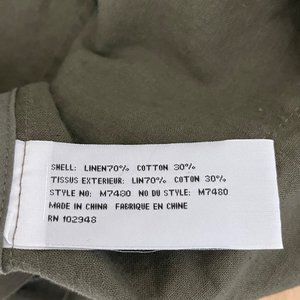 SHELL: LINEN70% COTTON 30%
TISSUS EXTERIEUR: LIN70% COTON 30%
STYLE NO: M7480 NO DU STYLE: M7480
MADE IN CHINA FABRIQUE EN CHINE
RN 102948